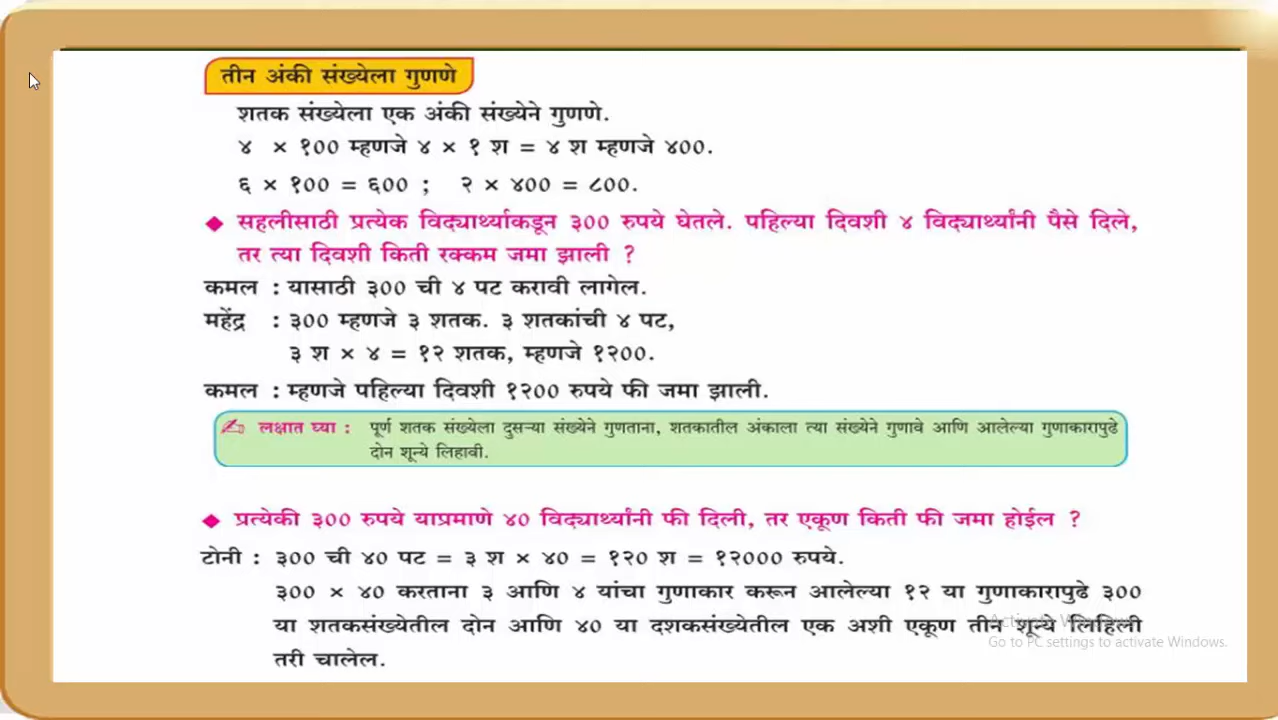 तीन अंकी संख्येला गुणणे
शतक संख्येला एक अंकी संख्येने गुणणे.
४ × १०० म्हणजे ४ × १ श = ४ श म्हणजे ४००.
६ × १०० = ६०० ; २ × ४०० = ८००.
◆ सहलीसाठी प्रत्येक विद्यार्थ्याकडून ३०० रुपये घेतले. पहिल्या दिवशी ४ विद्यार्थ्यांनी पैसे दिले,
तर त्या दिवशी किती रक्कम जमा झाली ?
कमल : यासाठी ३०० ची ४ पट करावी लागेल.
महेंद्र : ३०० म्हणजे ३ शतक. ३ शतकांची ४ पट,
३ श × ४ = १२ शतक, म्हणजे १२००.
कमल : म्हणजे पहिल्या दिवशी १२०० रुपये फी जमा झाली.
लक्षात घ्या : पूर्ण शतक संख्येला दुसऱ्या संख्येने गुणताना, शतकातील अंकाला त्या संख्येने गुणावे आणि आलेल्या गुणाकारापुढे
दोन शून्ये लिहावी.
◆ प्रत्येकी ३०० रुपये याप्रमाणे ४० विद्यार्थ्यांनी फी दिली, तर एकूण किती फी जमा होईल ?
टोनी : ३०० ची ४० पट = ३ श × ४० = १२० श = १२००० रुपये.
३०० × ४० करताना ३ आणि ४ यांचा गुणाकार करून आलेल्या १२ या गुणाकारापुढे ३००
या शतकसंख्येतील दोन आणि ४० या दशकसंख्येतील एक अशी एकूण तीन शून्ये लिहिली
तरी चालेल.
Activate Windows
Go to PC settings to activate Windows.